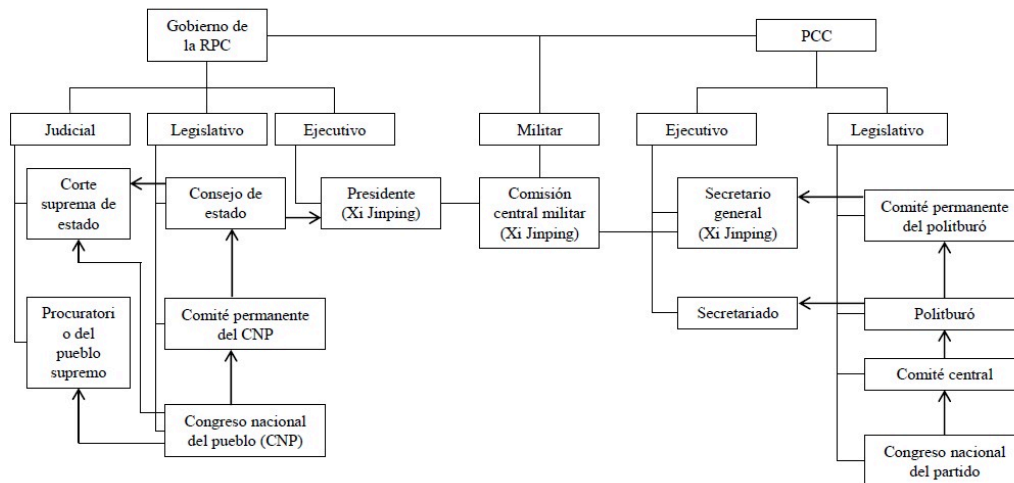 Gobierno de
la RPC
PCC
Judicial
Legislativo
Ejecutivo
Militar
Ejecutivo
Legislativo
Corte
suprema de
estado
Consejo de
estado
Presidente
(Xi Jinping)
Comisión
central militar
(Xi Jinping)
Secretario
general
(Xi Jinping)
Comité permanente
del politburó
Procuratori
o del
pueblo
supremo
Comité permanente
del CNP
Secretariado
Politburó
Comité central
Congreso nacional
del pueblo (CNP)
Congreso nacional
del partido